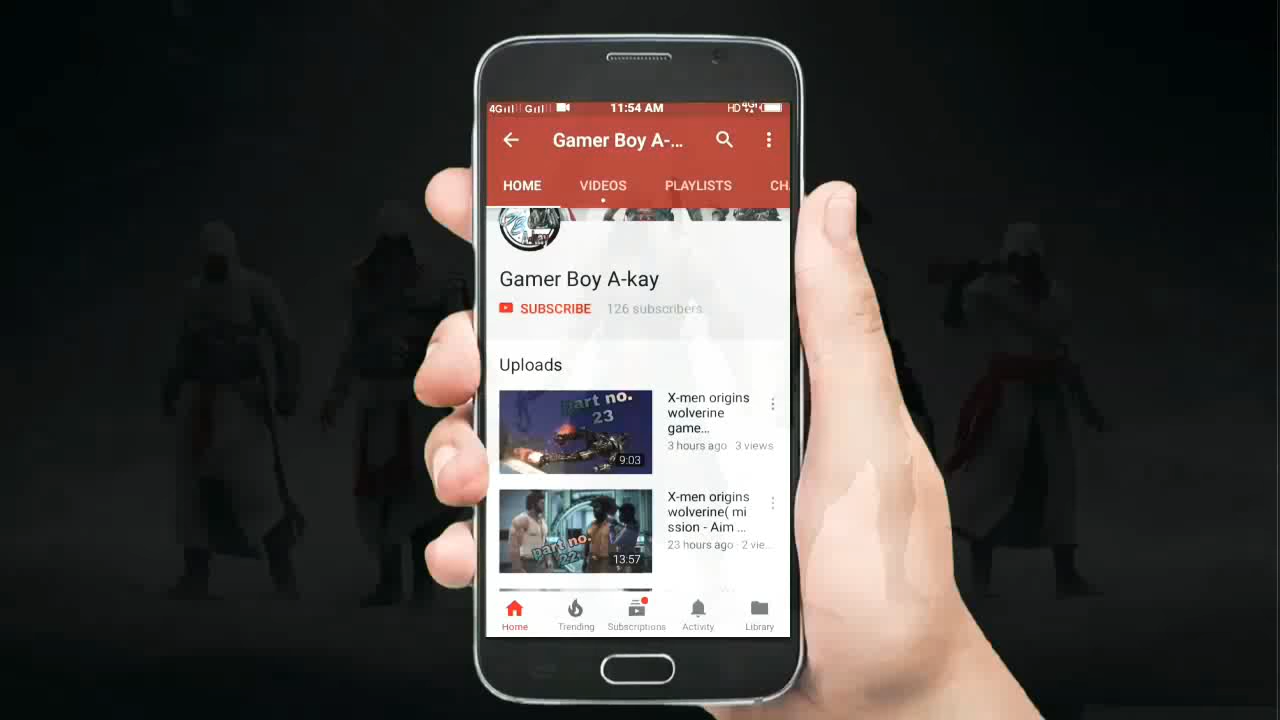 4G G 11:54 AM HD 4G
Gamer Boy A-...
HOME VIDEOS PLAYLISTS CH
Gamer Boy A-kay
SUBSCRIBE 126 subscribers
Uploads
part no.
23
9:03
X-men origins
wolverine
game...
3 hours ago · 3 views
part no.
22
13:57
X-men origins
wolverine( mi
ssion - Aim ...
23 hours ago · 2 vie...
Home Trending Subscriptions Activity Library